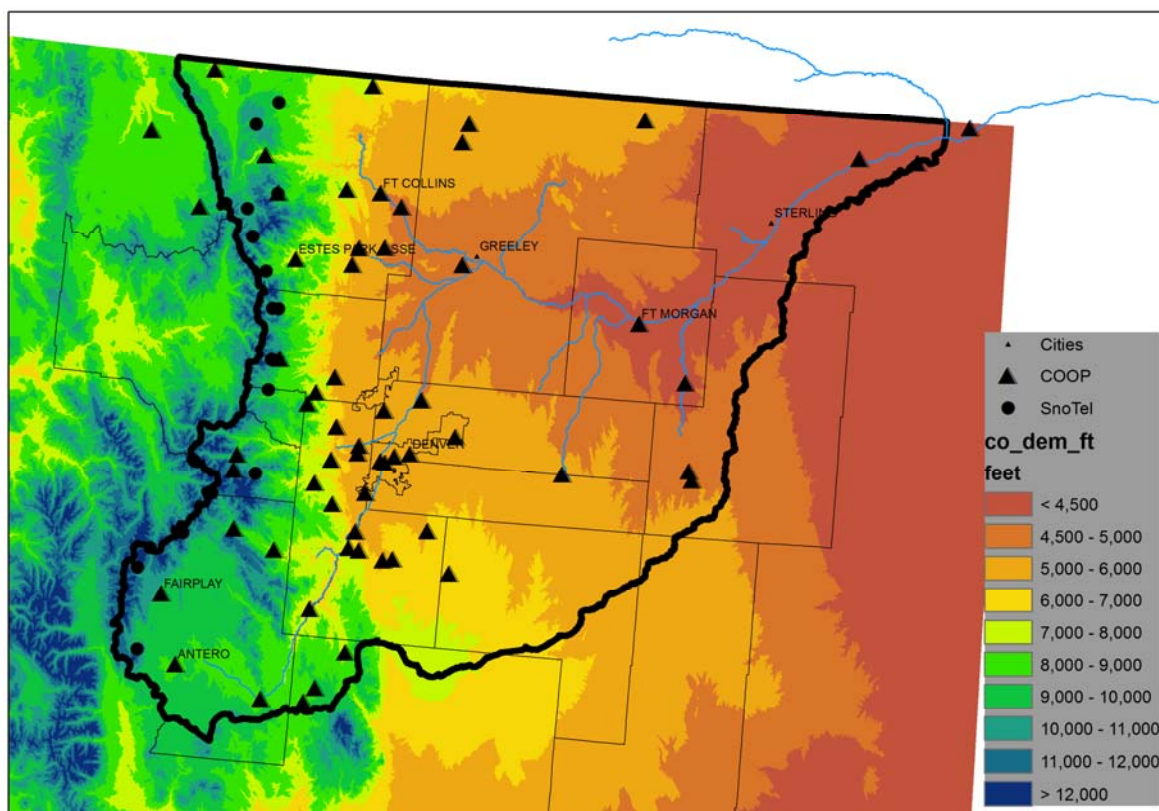 FT COLLINS
STERLING
ESTES PARK
SSE
GREELEY
FT MORGAN
DENVER
FAIRPLAY
ANTERO
Cities
COOP
SnoTel
co_dem_ft
feet
< 4,500
4,500 - 5,000
5,000 - 6,000
6,000 - 7,000
7,000 - 8,000
8,000 - 9,000
9,000 - 10,000
10,000 - 11,000
11,000 - 12,000
> 12,000